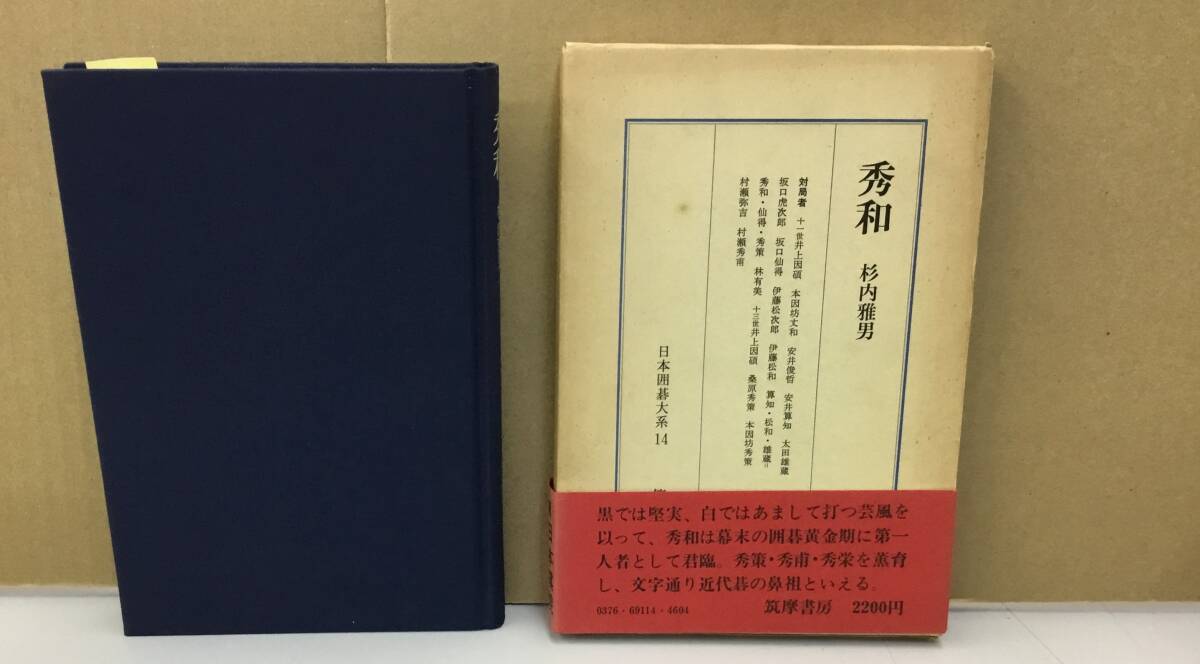 秀和
秀和 杉内雅男
対局者 十一世井上因碩 本因坊丈和 安井俊哲 安井算知 太田雄蔵
坂口虎次郎 坂口仙得 伊藤松次郎 伊藤松和 算知・松和・雄蔵=
秀和・仙得・秀策 林有美 十三世井上因碩 桑原秀策 本因坊秀策
村瀬弥吉 村瀬秀甫
日本囲碁大系14
黒では堅実、白ではあまして打つ芸風を
以って、秀和は幕末の囲碁黄金期に第一
人者として君臨。秀策・秀甫・秀栄を薫育
し、文字通り近代碁の鼻祖といえる。
0376・69114・4604 筑摩書房 2200円